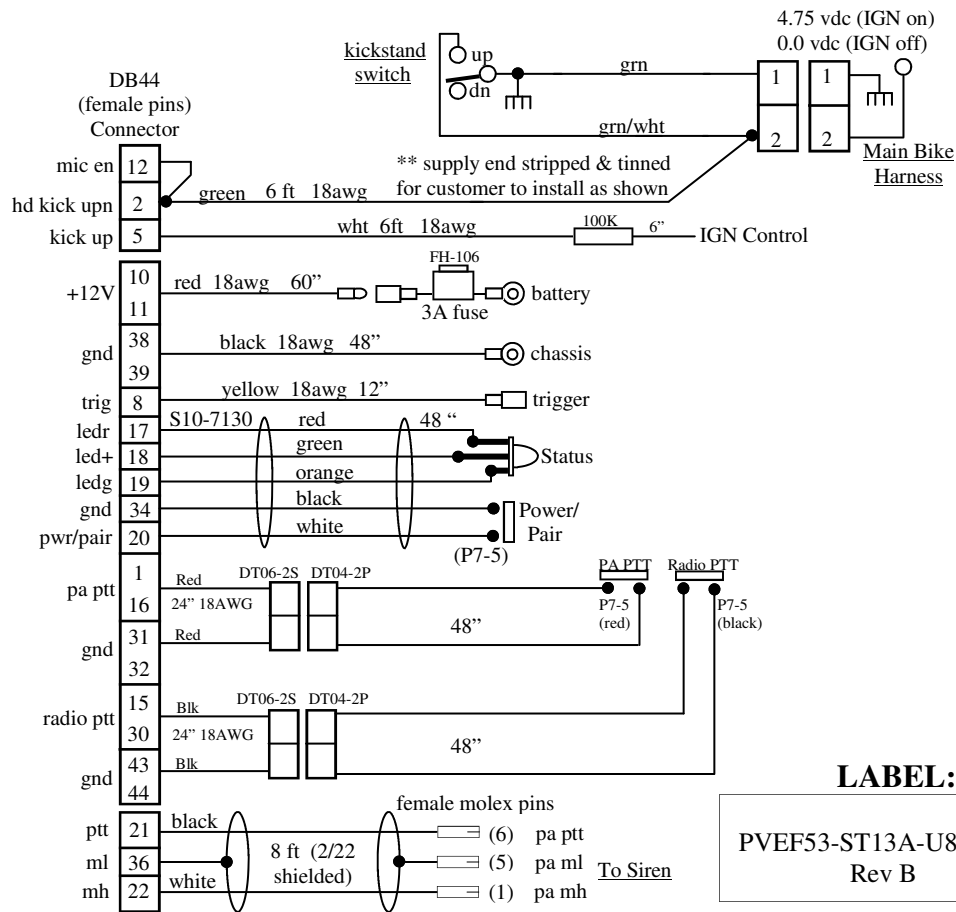 4.75 vdc (IGN on)
0.0 vdc (IGN off)
kickstand
switch
up
dn
grn
1
1
grn/wht
2
2
Main Bike
Harness
DB44
(female pins)
Connector
mic en 12
** supply end stripped & tinned
for customer to install as shown
hd kick upn 2 green 6 ft 18awg
kick up 5 wht 6ft 18awg 100K 6” IGN Control
+12V 10 11 red 18awg 60” FH-106 3A fuse battery
gnd 38 39 black 18awg 48” chassis
trig 8 yellow 18awg 12” trigger
ledr 17 S10-7130 red 48 “
led+ 18 green Status
ledg 19 orange
gnd 34 black Power/
pwr/pair 20 white Pair
(P7-5)
PA PTT Radio PTT
pa ptt 1 16 Red DT06-2S DT04-2P
24” 18AWG
P7-5
(red)
P7-5
(black)
gnd 31 32 Red 48”
radio ptt 15 30 Blk DT06-2S DT04-2P
24” 18AWG
gnd 43 44 Blk 48”
female molex pins
ptt 21 black (6) pa ptt
ml 36 8 ft (2/22
shielded) (5) pa ml To Siren
mh 22 white (1) pa mh
LABEL:
PVEF53-ST13A-U8
Rev B